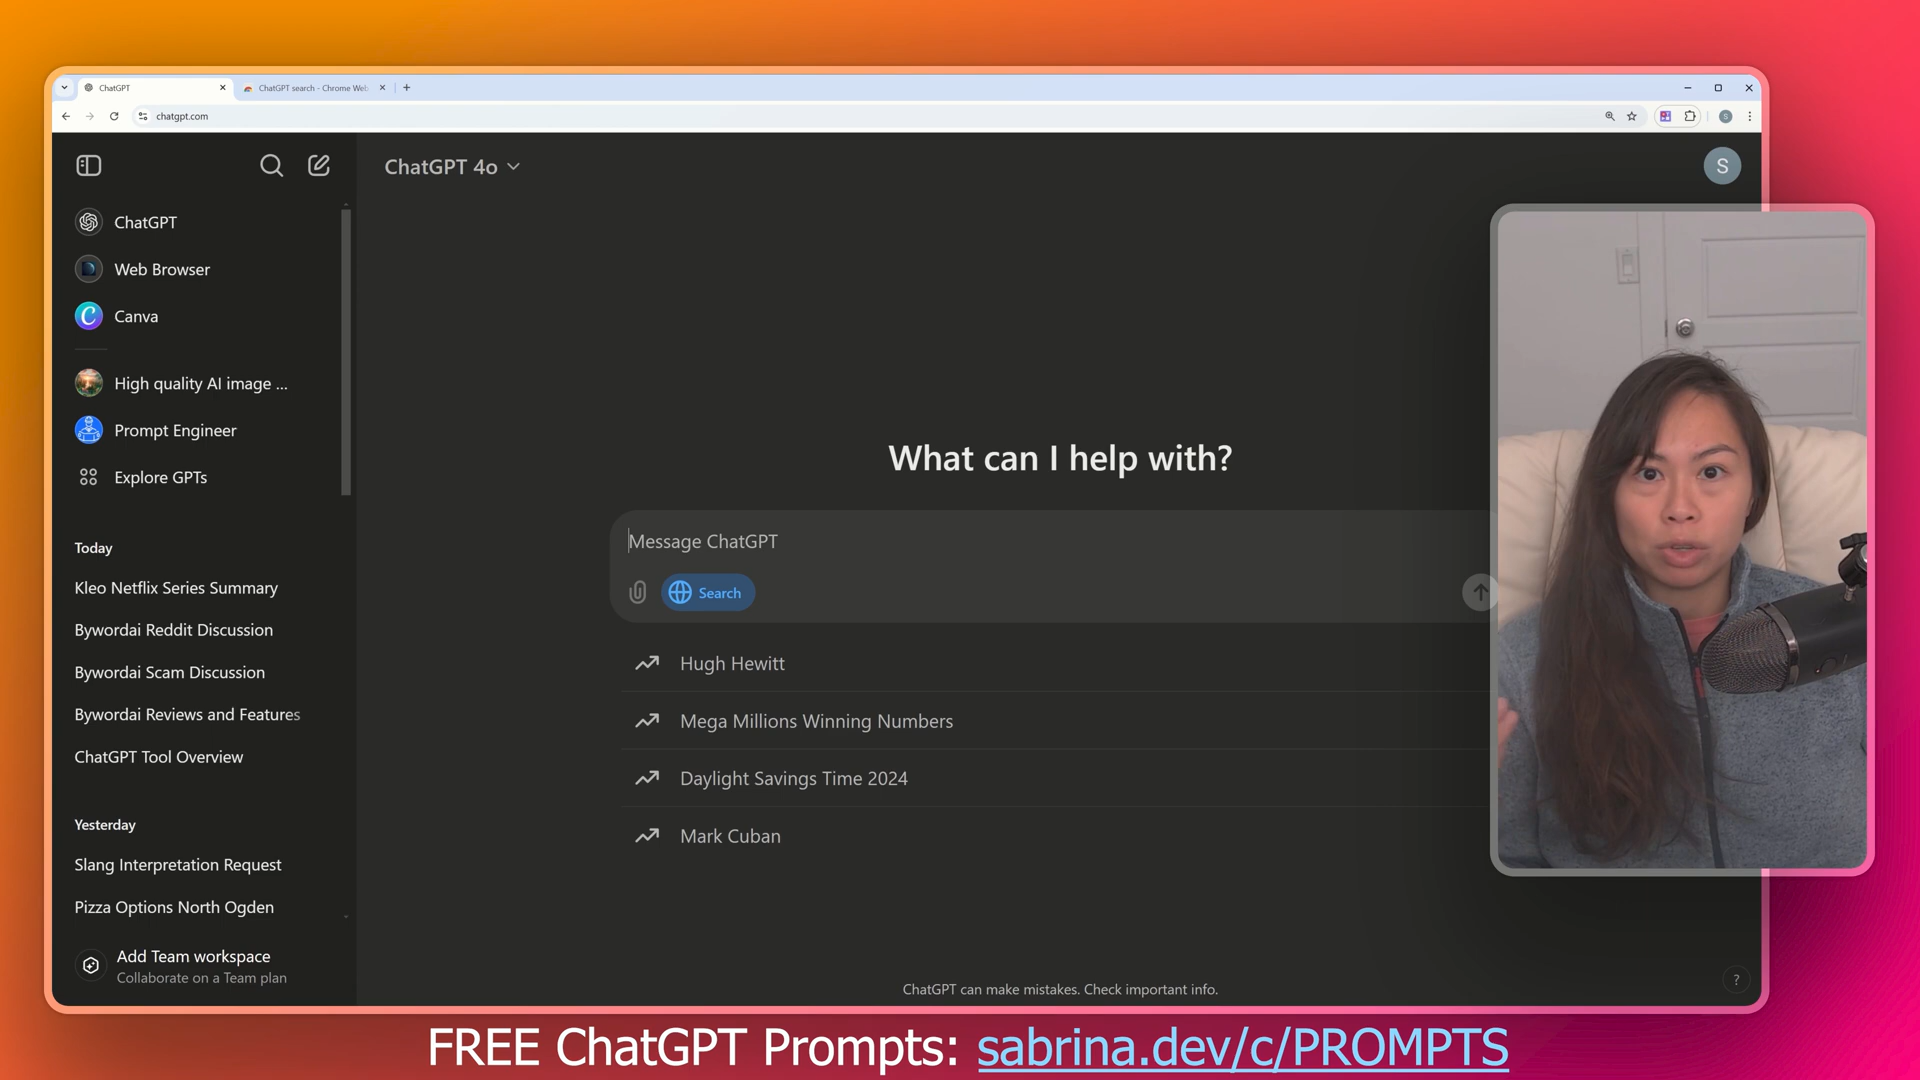 ChatGPT
ChatGPT search - Chrome Web
chatgpt.com
ChatGPT 4o
S
ChatGPT
Web Browser
Canva
High quality AI image ...
Prompt Engineer
Explore GPTs
Today
Kleo Netflix Series Summary
Bywordai Reddit Discussion
Bywordai Scam Discussion
Bywordai Reviews and Features
ChatGPT Tool Overview
Yesterday
Slang Interpretation Request
Pizza Options North Ogden
Add Team workspace
Collaborate on a Team plan
What can I help with?
Message ChatGPT
Search
Hugh Hewitt
Mega Millions Winning Numbers
Daylight Savings Time 2024
Mark Cuban
ChatGPT can make mistakes. Check important info.
?
FREE ChatGPT Prompts: sabrina.dev/c/PROMPTS